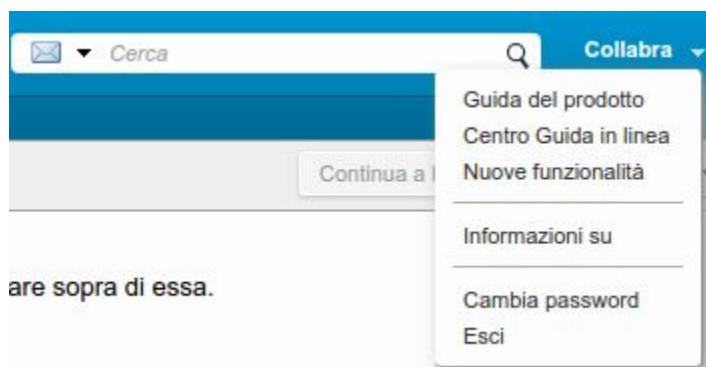 Cerca
Collabra
Guida del prodotto
Centro Guida in linea
Continua a
Nuove funzionalità
Informazioni su
are sopra di essa.
Cambia password
Esci